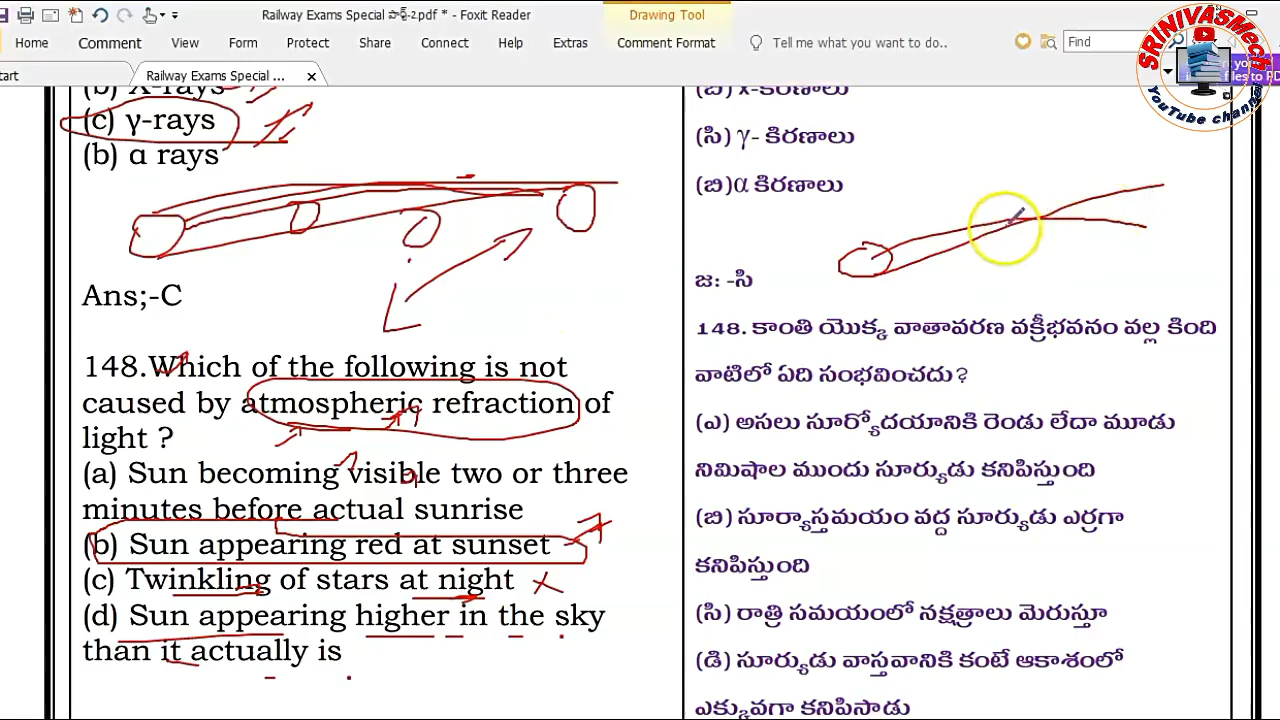 Railway Exams Special పార్ట్-2.pdf * - Foxit Reader
Drawing Tool
Home Comment View Form Protect Share Connect Help Extras Comment Format Tell me what you want to do.. Find
tart Railway Exams Special ...
SRINIVASMech
YouTube channel
(b) X-rays
(c) γ-rays
(b) α rays
Ans;-C
148.Which of the following is not
caused by atmospheric refraction of
light ?
(a) Sun becoming visible two or three
minutes before actual sunrise
(b) Sun appearing red at sunset
(c) Twinkling of stars at night
(d) Sun appearing higher in the sky
than it actually is
(బి) x-కిరణాలు
(సి) γ- కిరణాలు
(బి)α కిరణాలు
జ: -సి
148. కాంతి యొక్క వాతావరణ వక్రీభవనం వల్ల కింది
వాటిలో ఏది సంభవించదు?
(ఎ) అసలు సూర్యోదయానికి రెండు లేదా మూడు
నిమిషాల ముందు సూర్యుడు కనిపిస్తుంది
(బి) సూర్యాస్తమయం వద్ద సూర్యుడు ఎర్రగా
కనిపిస్తుంది
(సి) రాత్రి సమయంలో నక్షత్రాలు మెరుస్తూ
(డి) సూర్యుడు వాస్తవానికి కంటే ఆకాశంలో
ఎక్కువగా కనిపిసాడు